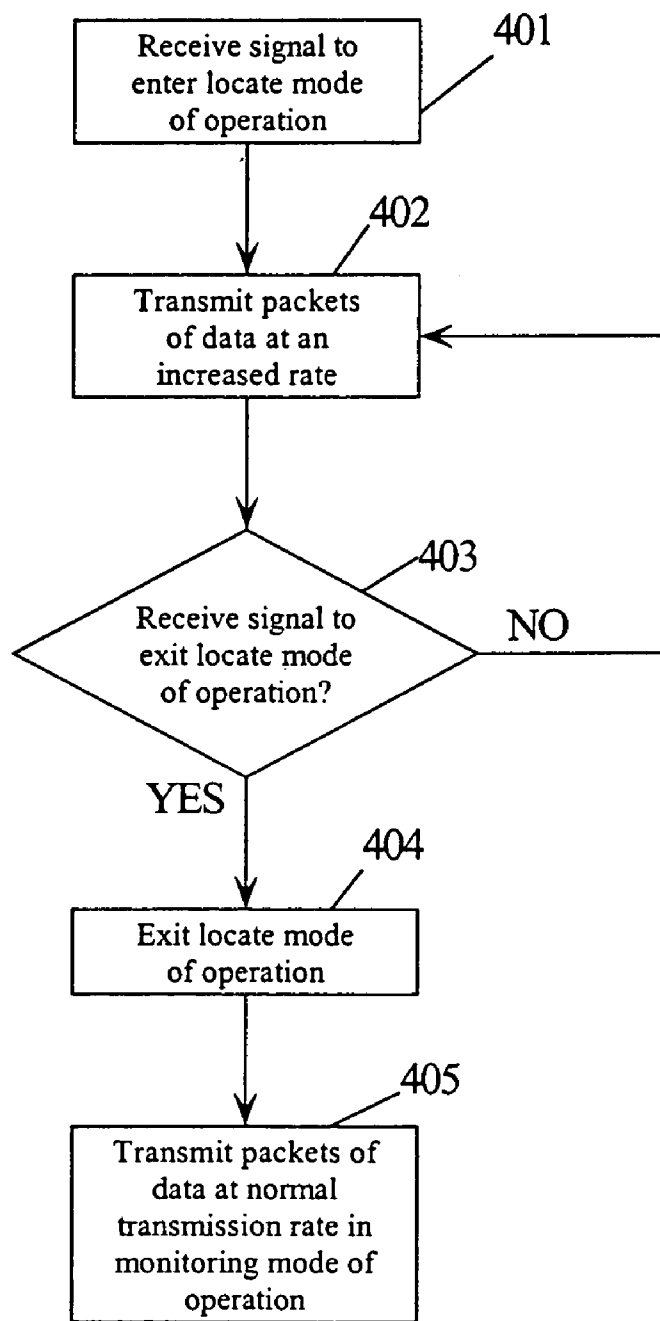 Receive signal to
enter locate mode
of operation
401
402
Transmit packets
of data at an
increased rate
403
Receive signal to
exit locate mode
of operation?
NO
YES
404
Exit locate mode
of operation
405
Transmit packets of
data at normal
transmission rate in
monitoring mode of
operation